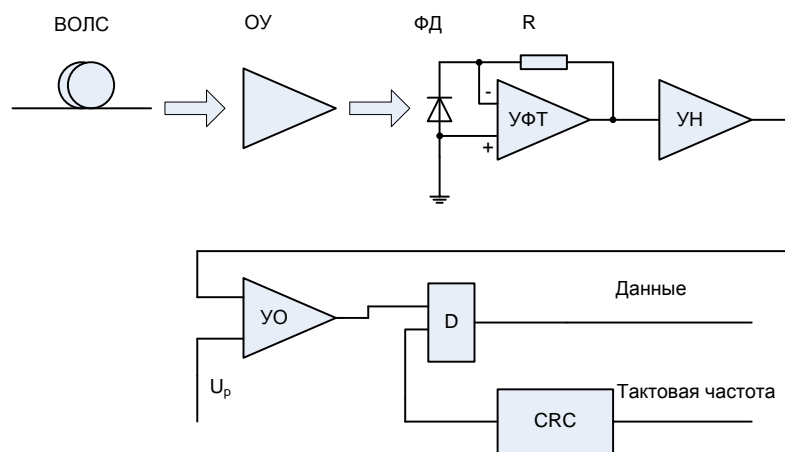 ВОЛС
ОУ
ФД
R
-
УФТ
+
УН
УО
Uр
D
Данные
CRC
Тактовая частота